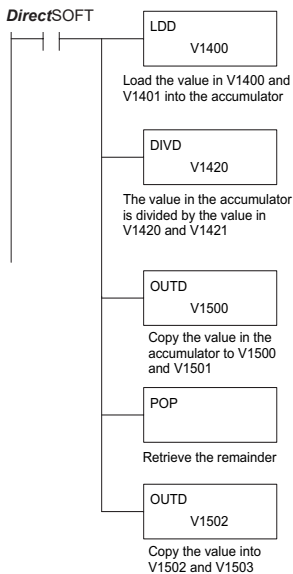 DirectSOFT
LDD
V1400
Load the value in V1400 and
V1401 into the accumulator
DIVD
V1420
The value in the accumulator
is divided by the value in
V1420 and V1421
OUTD
V1500
Copy the value in the
accumulator to V1500
and V1501
POP
Retrieve the remainder
OUTD
V1502
Copy the value into
V1502 and V1503